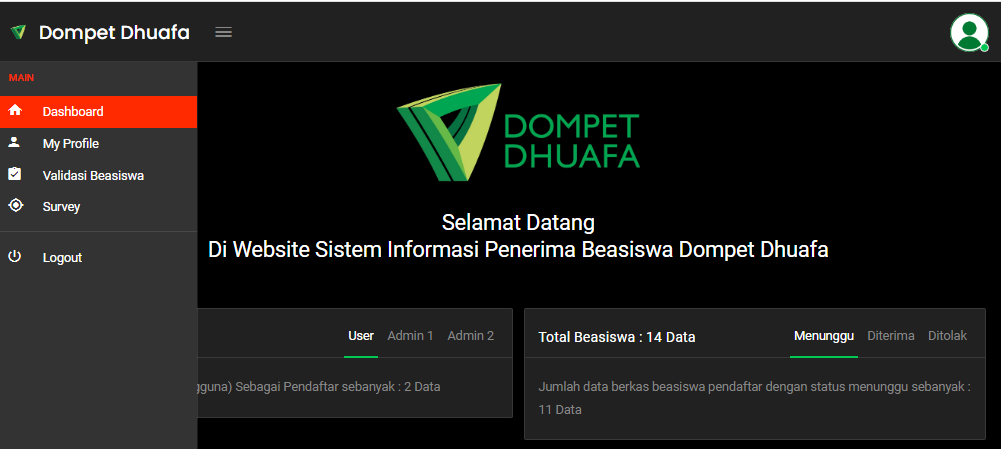 Dompet Dhuafa
MAIN
Dashboard
My Profile
Validasi Beasiswa
Survey
Logout
DOMPET
DHUAFA
Selamat Datang
Di Website Sistem Informasi Penerima Beasiswa Dompet Dhuafa
User Admin 1 Admin 2
Sebagai Pendaftar sebanyak : 2 Data
Total Beasiswa : 14 Data
Menunggu Diterima Ditolak
Jumlah data berkas beasiswa pendaftar dengan status menunggu sebanyak :
11 Data